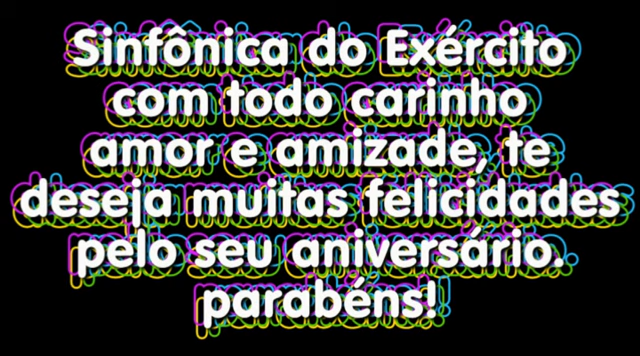 Sinfônica do Exército
com todo carinho
amor e amizade, te
deseja muitas felicidades
pelo seu aniversário.
parabéns!